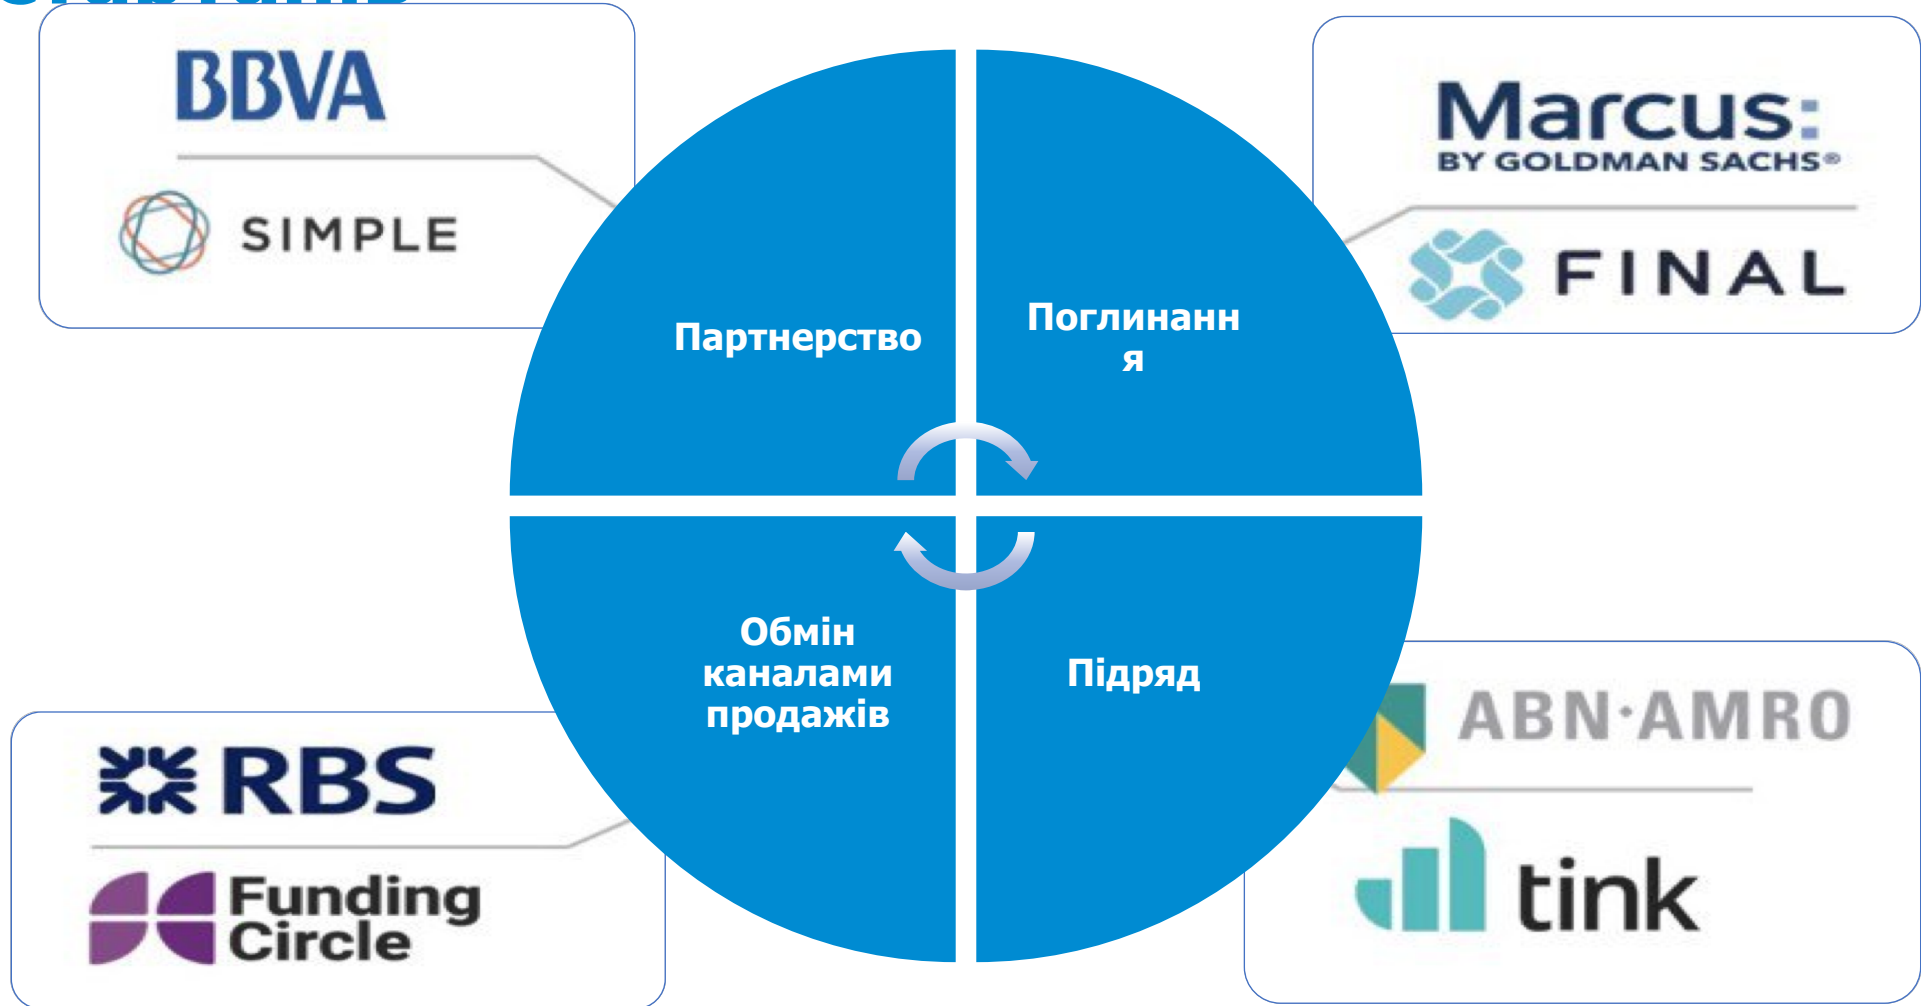 BBVA
SIMPLE
Marcus:
BY GOLDMAN SACHS®
FINAL
Партнерство
Поглинанн
я
Обмін
каналами
продажів
Підряд
RBS
Funding
Circle
ABN·AMRO
tink